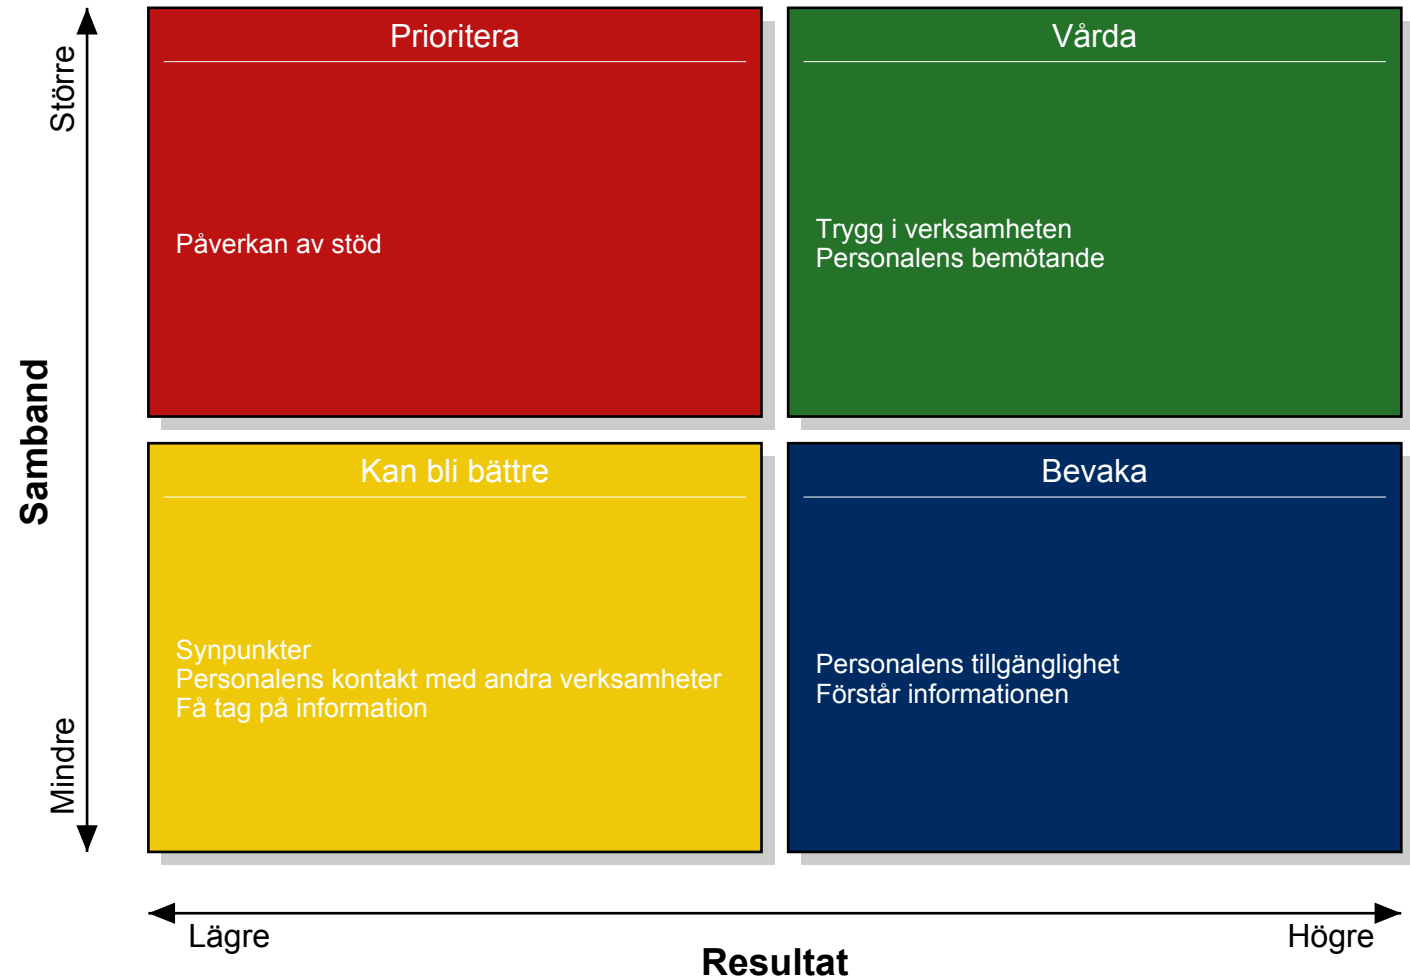 Större
Samband
Mindre
Prioritera
Påverkan av stöd
Vårda
Trygg i verksamheten
Personalens bemötande
Kan bli bättre
Synpunkter
Personalens kontakt med andra verksamheter
Få tag på information
Bevaka
Personalens tillgänglighet
Förstår informationen
Lägre
Resultat
Högre